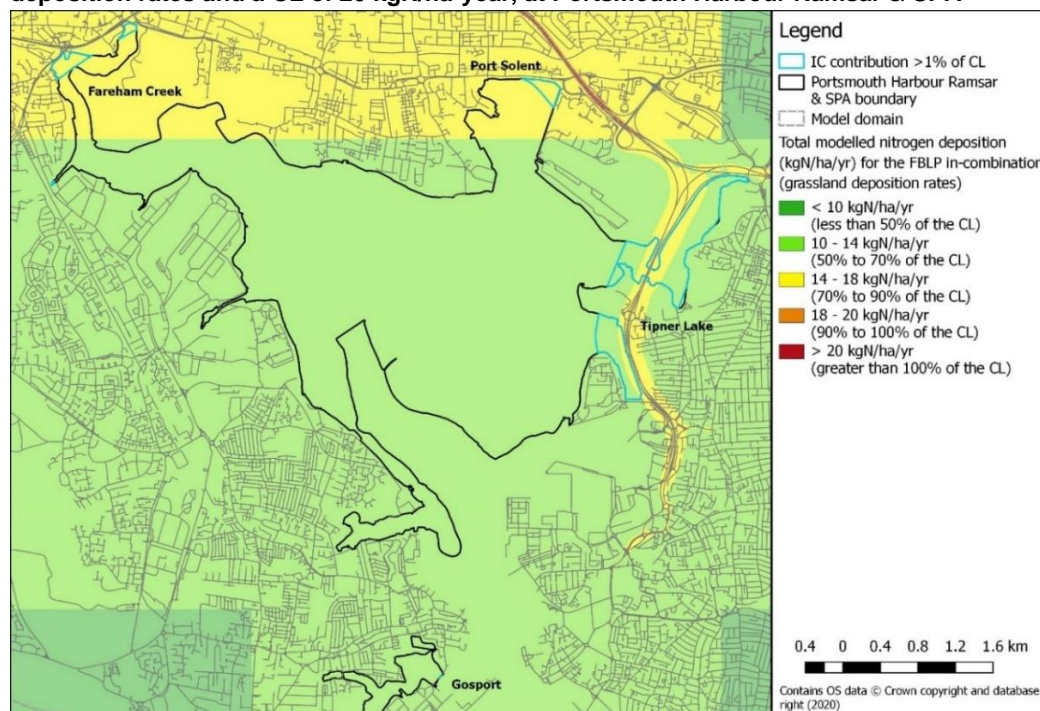 deposition rates and a CL of 20 kgN/ha-year, at Portsmouth Harbour Ramsar & SPA
Port Solent
Fareham Creek
Tipner Lake
Gosport
Legend
IC contribution >1% of CL
Portsmouth Harbour Ramsar
& SPA boundary
Model domain
Total modelled nitrogen deposition
(kgN/ha/yr) for the FBLP in-combination
(grassland deposition rates)
< 10 kgN/ha/yr
(less than 50% of the CL)
10 - 14 kgN/ha/yr
(50% to 70% of the CL)
14 - 18 kgN/ha/yr
(70% to 90% of the CL)
18 - 20 kgN/ha/yr
(90% to 100% of the CL)
> 20 kgN/ha/yr
(greater than 100% of the CL)
0.4 0 0.4 0.8 1.2 1.6 km
Contains OS data © Crown copyright and database
right (2020)